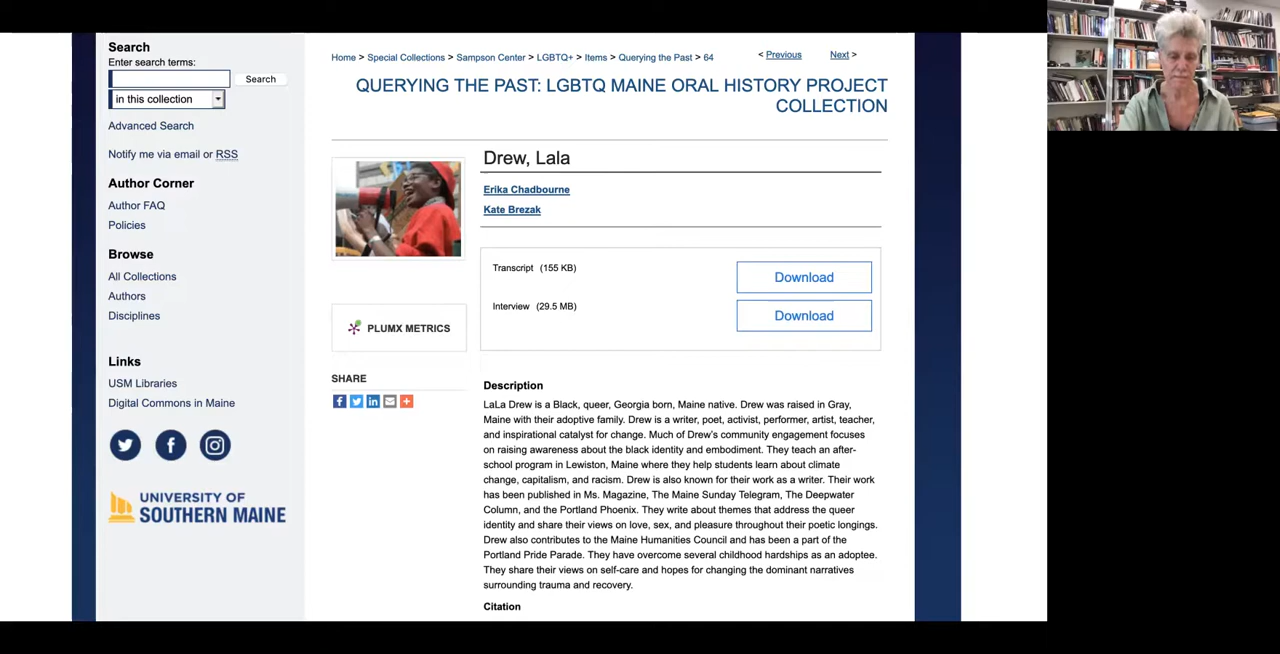 Search
Enter search terms:
Search
in this collection
Advanced Search
Notify me via email or RSS
Author Corner
Author FAQ
Policies
Browse
All Collections
Authors
Disciplines
Links
USM Libraries
Digital Commons in Maine
UNIVERSITY OF
SOUTHERN MAINE
Home > Special Collections > Sampson Center > LGBTQ+ > Items > Querying the Past > 64
< Previous
Next >
QUERYING THE PAST: LGBTQ MAINE ORAL HISTORY PROJECT
COLLECTION
Drew, Lala
Erika Chadbourne
Kate Brezak
Transcript (155 KB)
Download
Interview (29.5 MB)
Download
PLUMX METRICS
SHARE
Description
LaLa Drew is a Black, queer, Georgia born, Maine native. Drew was raised in Gray,
Maine with their adoptive family. Drew is a writer, poet, activist, performer, artist, teacher,
and inspirational catalyst for change. Much of Drew's community engagement focuses
on raising awareness about the black identity and embodiment. They teach an after-
school program in Lewiston, Maine where they help students learn about climate
change, capitalism, and racism. Drew is also known for their work as a writer. Their work
has been published in Ms. Magazine, The Maine Sunday Telegram, The Deepwater
Column, and the Portland Phoenix. They write about themes that address the queer
identity and share their views on love, sex, and pleasure throughout their poetic longings.
Drew also contributes to the Maine Humanities Council and has been a part of the
Portland Pride Parade. They have overcome several childhood hardships as an adoptee.
They share their views on self-care and hopes for changing the dominant narratives
surrounding trauma and recovery.
Citation